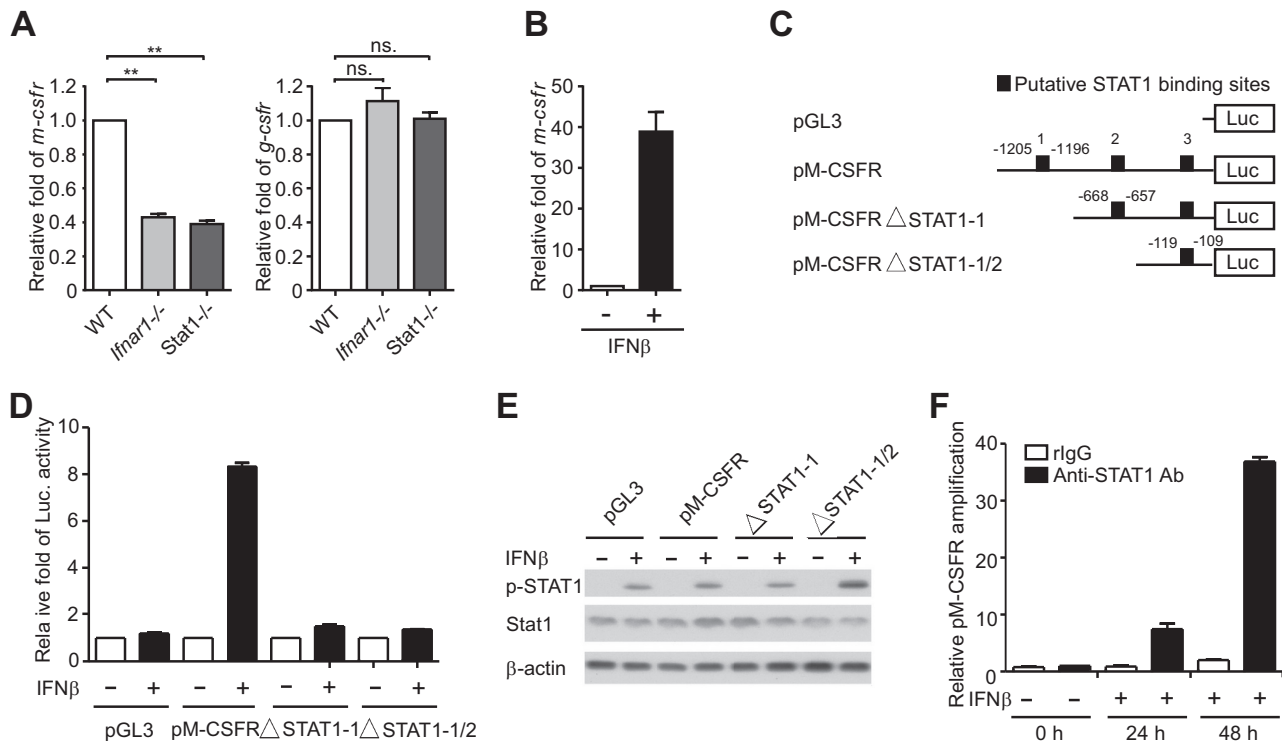 A
Rrelative fold of m-csfr
1.2
1.0
0.8
0.6
0.4
0.2
0
**
**
WT
Ifnar1-/-
Stat1-/-
Rrelative fold of g-csfr
1.2
1.0
0.8
0.6
0.4
0.2
0
ns.
ns.
WT
Ifnar1-/-
Stat1-/-
B
Rrelative fold of m-csfr
50
40
30
20
10
0
- +
IFNβ
C
Putative STAT1 binding sites
pGL3
Luc
pM-CSFR
-1205 1 -1196 2 3
Luc
pM-CSFR △ STAT1-1
-668 -657
Luc
pM-CSFR △ STAT1-1/2
-119 -109
Luc
D
Rela ive fold of Luc. activity
10
8
6
4
2
0
IFNβ - + - + - + - +
pGL3 pM-CSFR △ STAT1-1 △ STAT1-1/2
E
pGL3 pM-CSFR △ STAT1-1 △ STAT1-1/2
IFNβ - + - + - + - +
p-STAT1
Stat1
β-actin
F
Relative pM-CSFR amplification
40
30
20
10
0
rIgG
Anti-STAT1 Ab
IFNβ - - + + + +
0 h 24 h 48 h